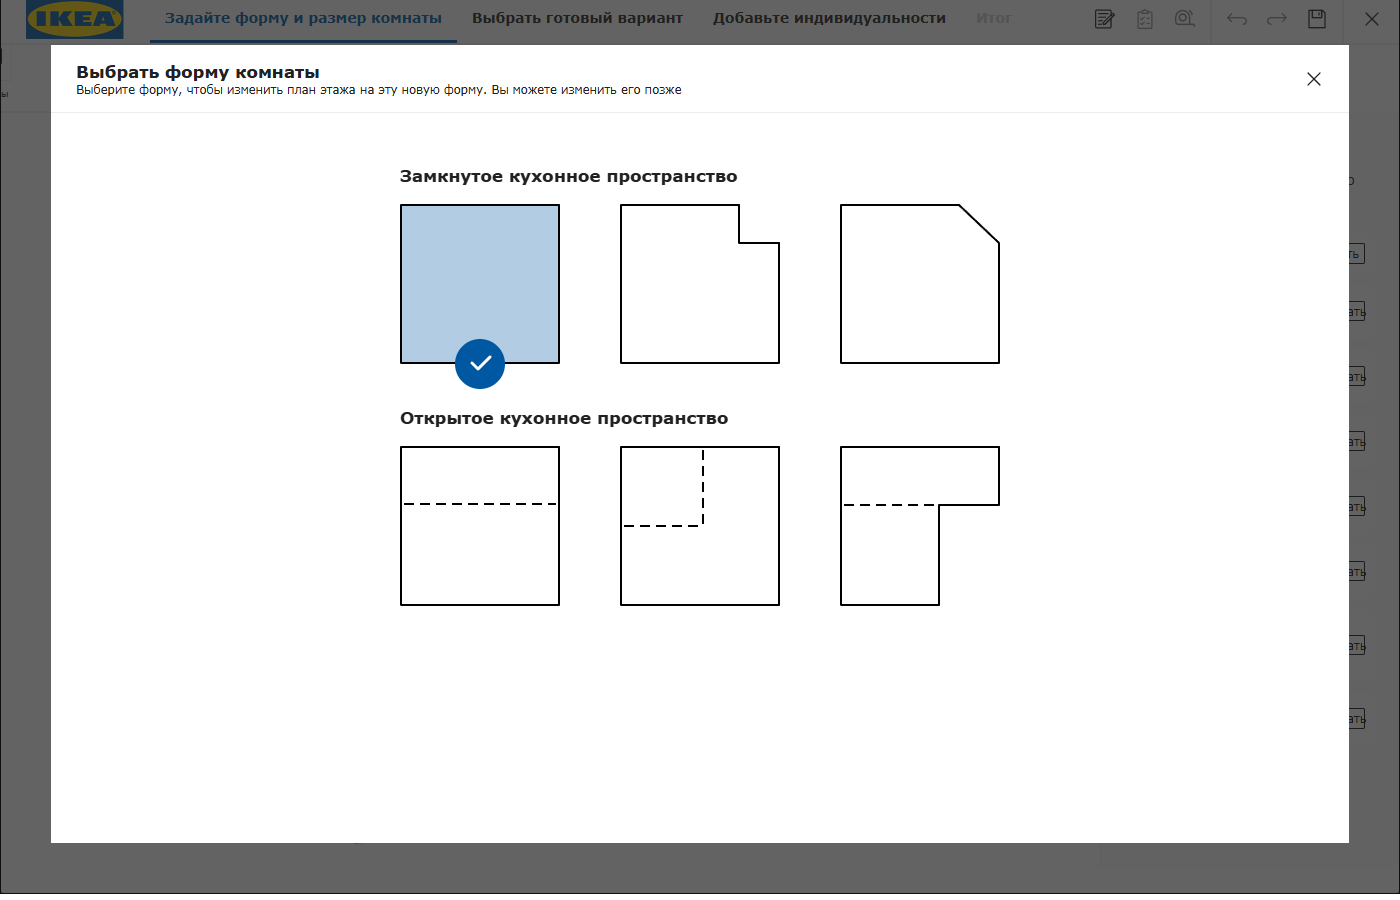 IKEA
Задайте форму и размер комнаты
Выбрать готовый вариант
Добавьте индивидуальности
Итог
Выбрать форму комнаты
Выберите форму, чтобы изменить план этажа на эту новую форму. Вы можете изменить его позже
Замкнутое кухонное пространство
Открытое кухонное пространство